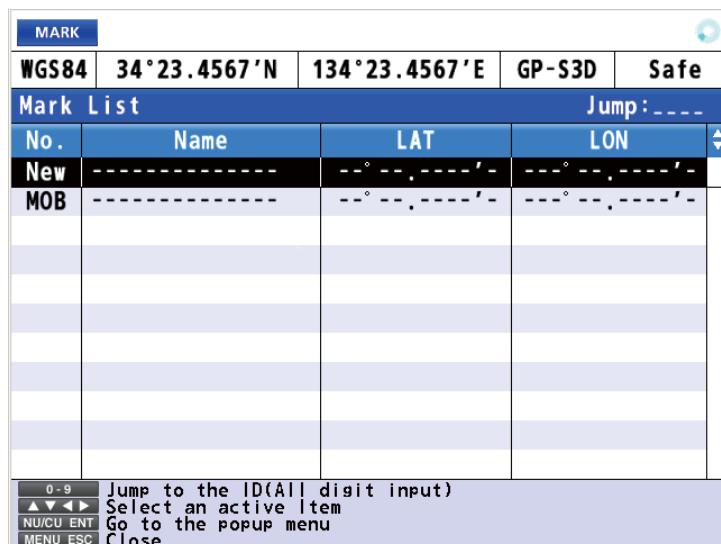 MARK
WGS84 34°23.4567′N 134°23.4567′E GP-S3D Safe
Mark List Jump:____
No. Name LAT LON
New -------------- --°--.----′- ---°--.----′-
MOB -------------- --°--.----′- ---°--.----′-
0-9 Jump to the ID(All digit input)
▲▼◀▶ Select an active Item
NU/CU ENT Go to the popup menu
MENU ESC Close